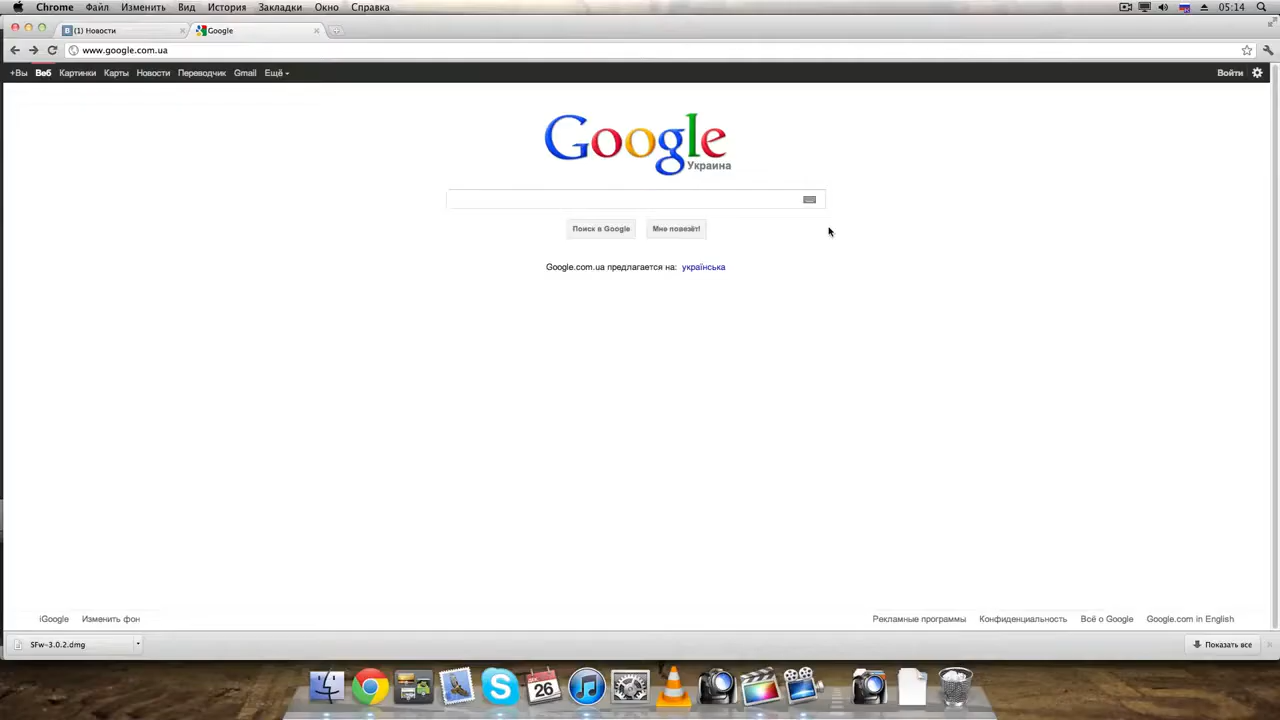 Chrome Файл Изменить Вид История Закладки Окно Справка 05:14
(1) Новости Google
www.google.com.ua
+Вы Веб Картинки Карты Новости Переводчик Gmail Ещё Войти
Google
Украина
Поиск в Google Мне повезёт!
Google.com.ua предлагается на: українська
iGoogle Изменить фон Рекламные программы Конфиденциальность Всё о Google Google.com in English
SFw-3.0.2.dmg Показать все
ДЕК
26